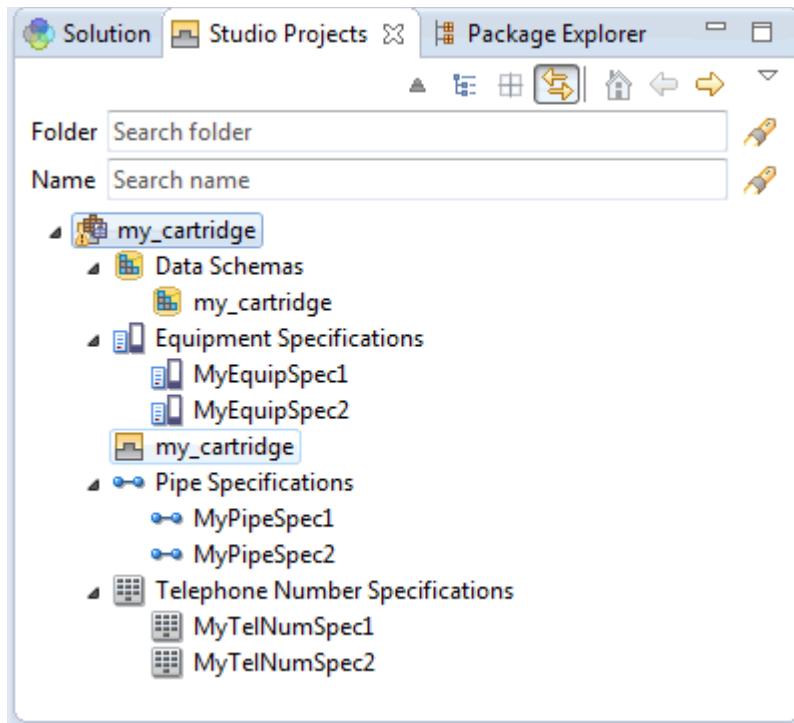 Solution Studio Projects Package Explorer
Folder Search folder
Name Search name
my_cartridge
Data Schemas
my_cartridge
Equipment Specifications
MyEquipSpec1
MyEquipSpec2
my_cartridge
Pipe Specifications
MyPipeSpec1
MyPipeSpec2
Telephone Number Specifications
MyTelNumSpec1
MyTelNumSpec2